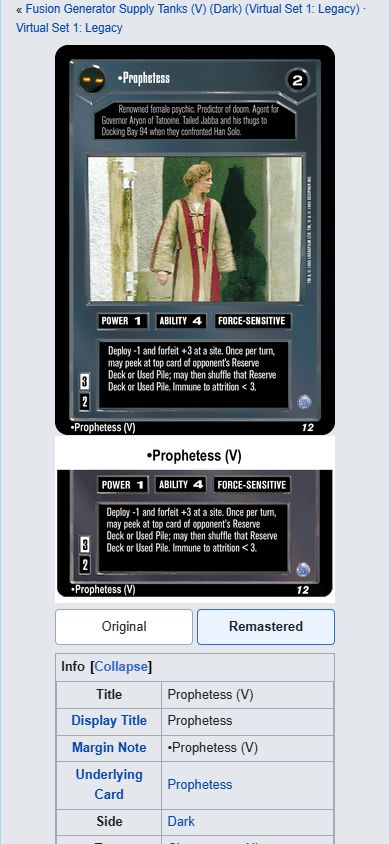 « Fusion Generator Supply Tanks (V) (Dark) (Virtual Set 1: Legacy) ·
Virtual Set 1: Legacy
•Prophetess
2
Renowned female psychic. Predictor of doom. Agent for
Governor Aryon of Tatooine. Tailed Jabba and his thugs to
Docking Bay 94 when they confronted Han Solo.
POWER 1 ABILITY 4 FORCE-SENSITIVE
Deploy -1 and forfeit +3 at a site. Once per turn,
may peek at top card of opponent's Reserve
Deck or Used Pile; may then shuffle that Reserve
Deck or Used Pile. Immune to attrition < 3.
3
2
•Prophetess (V) 12
•Prophetess (V)
POWER 1 ABILITY 4 FORCE-SENSITIVE
Deploy -1 and forfeit +3 at a site. Once per turn,
may peek at top card of opponent's Reserve
Deck or Used Pile; may then shuffle that Reserve
Deck or Used Pile. Immune to attrition < 3.
3
2
•Prophetess (V) 12
Original Remastered
Info [Collapse]
Title Prophetess (V)
Display Title Prophetess
Margin Note •Prophetess (V)
Underlying
Card Prophetess
Side Dark